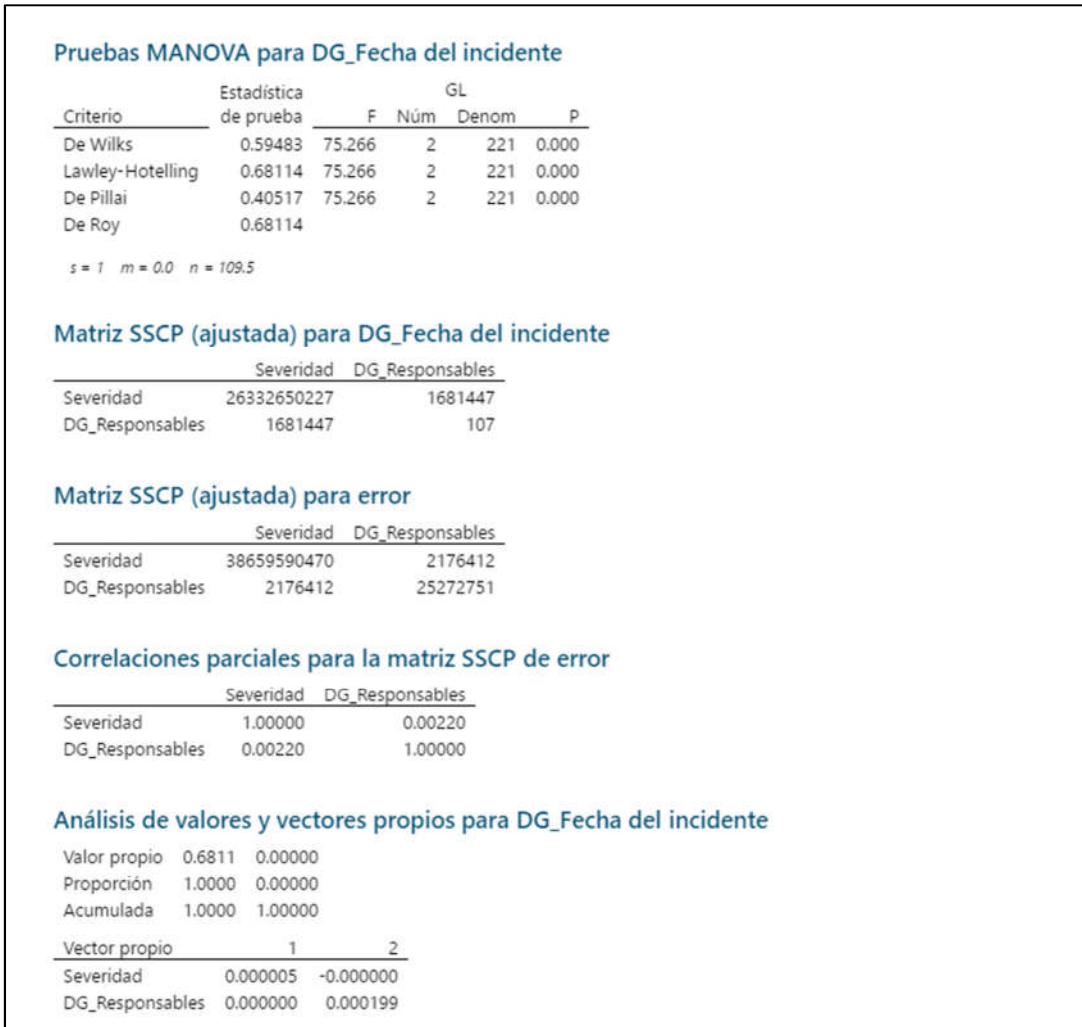 Pruebas MANOVA para DG_Fecha del incidente
Estadística GL
Criterio de prueba F Núm Denom P
De Wilks 0.59483 75.266 2 221 0.000
Lawley-Hotelling 0.68114 75.266 2 221 0.000
De Pillai 0.40517 75.266 2 221 0.000
De Roy 0.68114
s = 1 m = 0.0 n = 109.5
Matriz SSCP (ajustada) para DG_Fecha del incidente
Severidad DG_Responsables
Severidad 26332650227 1681447
DG_Responsables 1681447 107
Matriz SSCP (ajustada) para error
Severidad DG_Responsables
Severidad 38659590470 2176412
DG_Responsables 2176412 25272751
Correlaciones parciales para la matriz SSCP de error
Severidad DG_Responsables
Severidad 1.00000 0.00220
DG_Responsables 0.00220 1.00000
Análisis de valores y vectores propios para DG_Fecha del incidente
Valor propio 0.6811 0.00000
Proporción 1.0000 0.00000
Acumulada 1.0000 1.00000
Vector propio 1 2
Severidad 0.000005 -0.000000
DG_Responsables 0.000000 0.000199